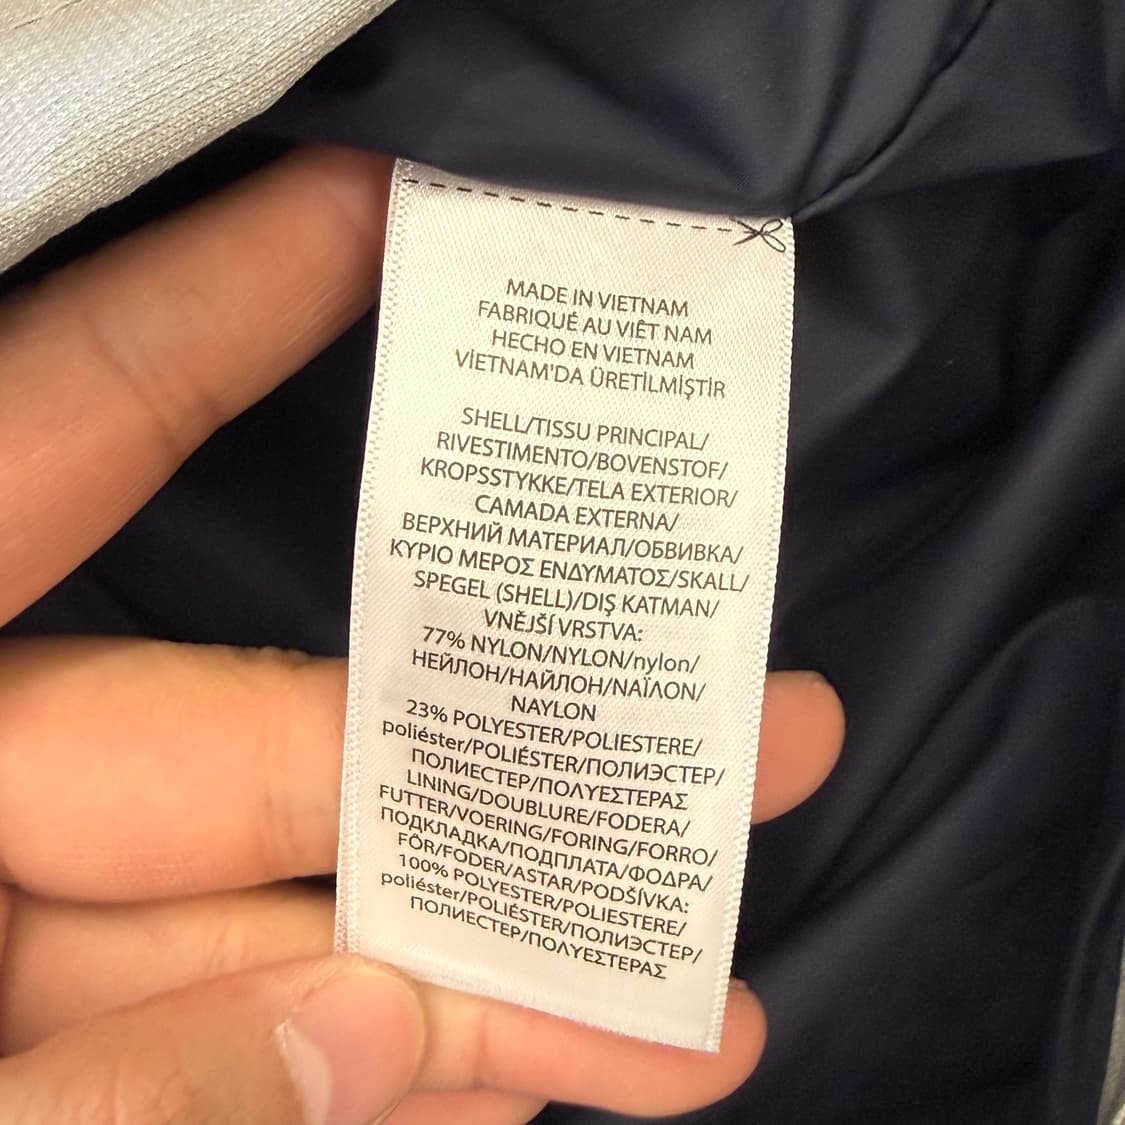 MADE IN VIETNAM
FABRIQUÉ AU VIÊT NAM
HECHO EN VIETNAM
VİETNAM'DA ÜRETİLMİŞTİR
SHELL/TISSU PRINCIPAL/
RIVESTIMENTO/BOVENSTOF/
KROPSSTYKKE/TELA EXTERIOR/
CAMADA EXTERNA/
ВЕРХНИЙ МАТЕРИАЛ/ОБВИВКА/
ΚΥΡΙΟ ΜΕΡΟΣ ΕΝΔΥΜΑΤΟΣ/SKALL/
SPEGEL (SHELL)/DIŞ KATMAN/
VNĚJŠÍ VRSTVA:
77% NYLON/NYLON/nylon/
НЕЙЛОН/НАЙЛОН/ΝΑΪΛΟΝ/
NAYLON
23% POLYESTER/POLIESTERE/
poliéster/POLIÉSTER/ПОЛИЭСТЕР/
ПОЛИЕСТЕР/ΠΟΛΥΕΣΤΕΡΑΣ
LINING/DOUBLURE/FODERA/
FUTTER/VOERING/FORING/FORRO/
ПОДКЛАДКА/ПОДПЛАТА/ΦΟΔΡΑ/
FÔR/FODER/ASTAR/PODŠÍVKA:
100% POLYESTER/POLIESTERE/
poliéster/POLIÉSTER/ПОЛИЭСТЕР/
ПОЛИЕСТЕР/ΠΟΛΥΕΣΤΕΡΑΣ